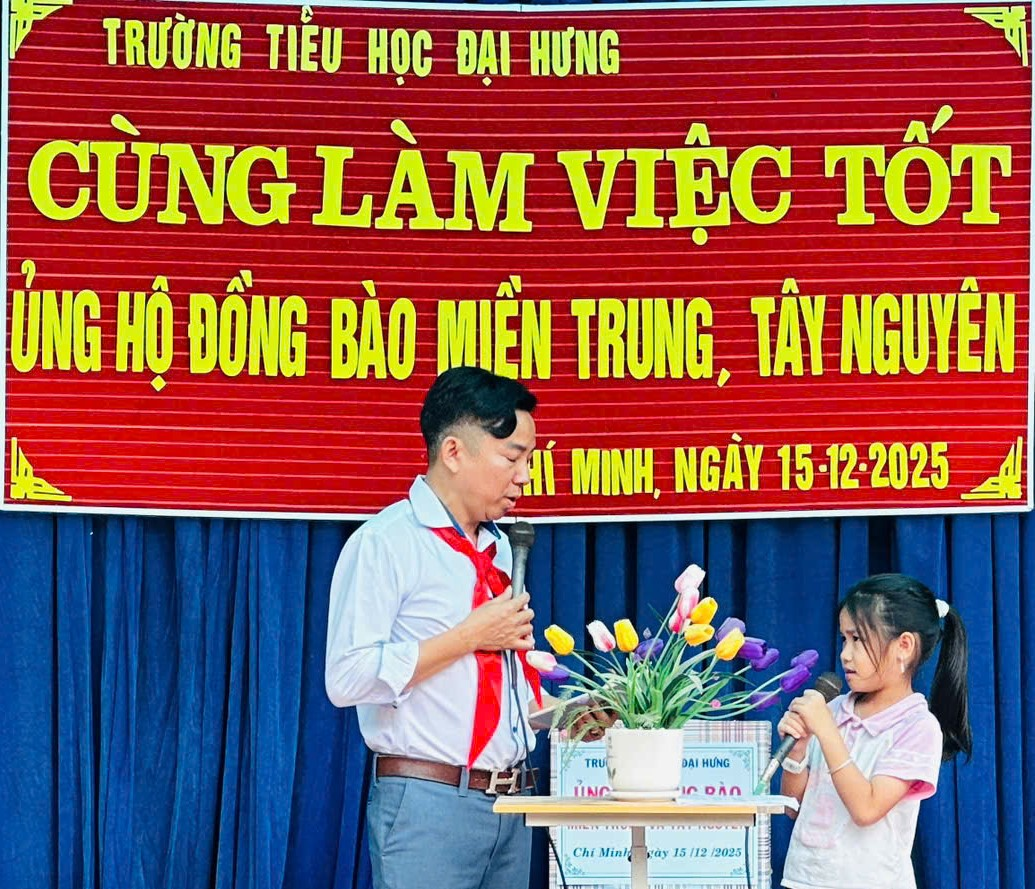 TRƯỜNG TIỂU HỌC ĐẠI HƯNG
CÙNG LÀM VIỆC TỐT
ỦNG HỘ ĐỒNG BÀO MIỀN TRUNG, TÂY NGUYÊN
HÍ MINH, NGÀY 15-12-2025
ĐẠI HƯNG
BÀO
Chí Minh, ngày 15 /12 /2025